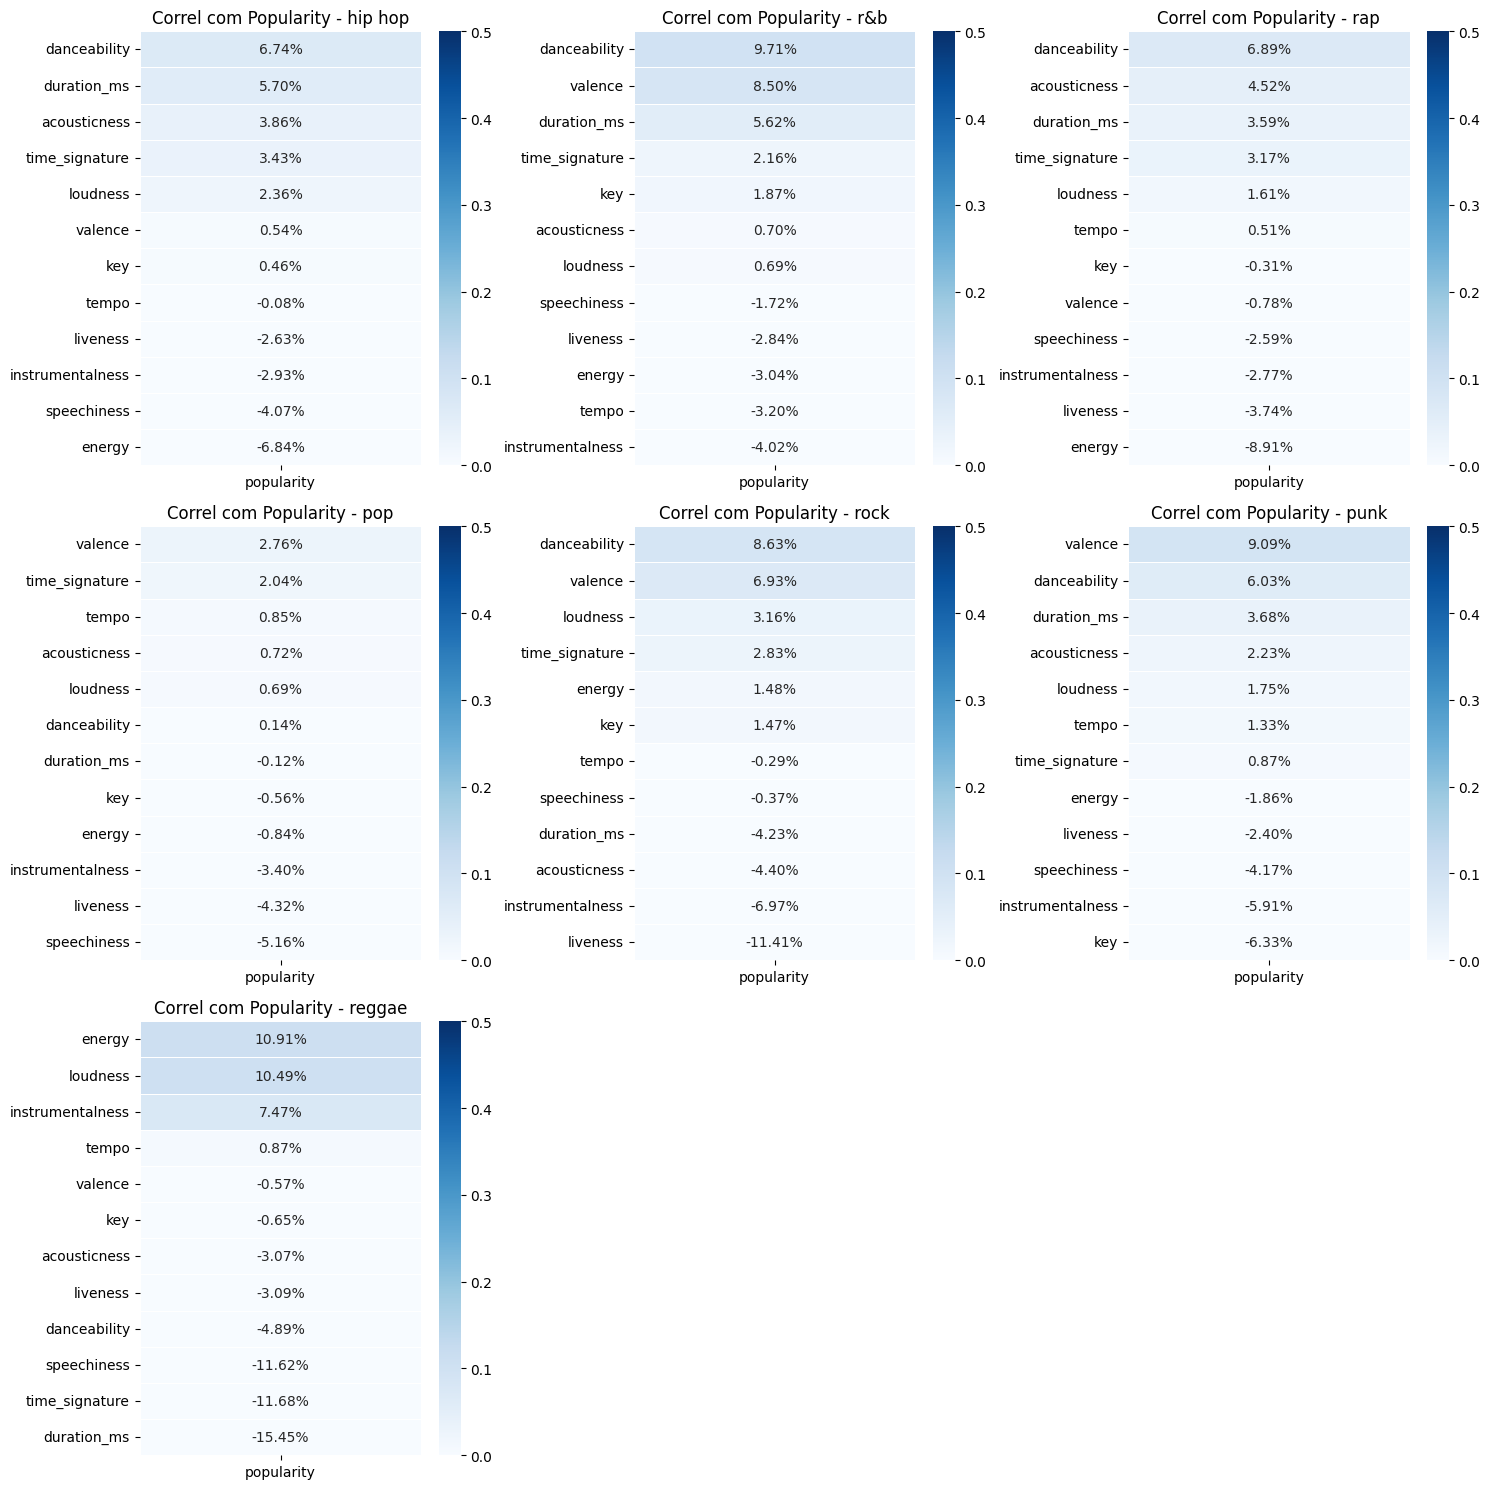 Correl com Popularity - hip hop
danceability 6.74%
duration_ms 5.70%
acousticness 3.86%
time_signature 3.43%
loudness 2.36%
valence 0.54%
key 0.46%
tempo -0.08%
liveness -2.63%
instrumentalness -2.93%
speechiness -4.07%
energy -6.84%
popularity
0.5
0.4
0.3
0.2
0.1
0.0
Correl com Popularity - r&b
danceability 9.71%
valence 8.50%
duration_ms 5.62%
time_signature 2.16%
key 1.87%
acousticness 0.70%
loudness 0.69%
speechiness -1.72%
liveness -2.84%
energy -3.04%
tempo -3.20%
instrumentalness -4.02%
popularity
0.5
0.4
0.3
0.2
0.1
0.0
Correl com Popularity - rap
danceability 6.89%
acousticness 4.52%
duration_ms 3.59%
time_signature 3.17%
loudness 1.61%
tempo 0.51%
key -0.31%
valence -0.78%
speechiness -2.59%
instrumentalness -2.77%
liveness -3.74%
energy -8.91%
popularity
0.5
0.4
0.3
0.2
0.1
0.0
Correl com Popularity - pop
valence 2.76%
time_signature 2.04%
tempo 0.85%
acousticness 0.72%
loudness 0.69%
danceability 0.14%
duration_ms -0.12%
key -0.56%
energy -0.84%
instrumentalness -3.40%
liveness -4.32%
speechiness -5.16%
popularity
0.5
0.4
0.3
0.2
0.1
0.0
Correl com Popularity - rock
danceability 8.63%
valence 6.93%
loudness 3.16%
time_signature 2.83%
energy 1.48%
key 1.47%
tempo -0.29%
speechiness -0.37%
duration_ms -4.23%
acousticness -4.40%
instrumentalness -6.97%
liveness -11.41%
popularity
0.5
0.4
0.3
0.2
0.1
0.0
Correl com Popularity - punk
valence 9.09%
danceability 6.03%
duration_ms 3.68%
acousticness 2.23%
loudness 1.75%
tempo 1.33%
time_signature 0.87%
energy -1.86%
liveness -2.40%
speechiness -4.17%
instrumentalness -5.91%
key -6.33%
popularity
0.5
0.4
0.3
0.2
0.1
0.0
Correl com Popularity - reggae
energy 10.91%
loudness 10.49%
instrumentalness 7.47%
tempo 0.87%
valence -0.57%
key -0.65%
acousticness -3.07%
liveness -3.09%
danceability -4.89%
speechiness -11.62%
time_signature -11.68%
duration_ms -15.45%
popularity
0.5
0.4
0.3
0.2
0.1
0.0